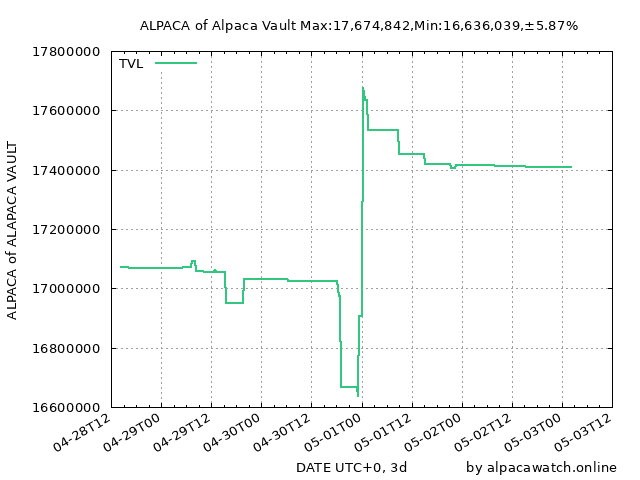 ALPACA of Alpaca Vault Max:17,674,842,Min:16,636,039,±5.87%
TVL
17800000
17600000
17400000
17200000
17000000
16800000
16600000
ALPACA of ALAPACA VAULT
04-28T12
04-29T00
04-29T12
04-30T00
04-30T12
05-01T00
05-01T12
05-02T00
05-02T12
05-03T00
05-03T12
DATE UTC+0, 3d
by alpacawatch.online